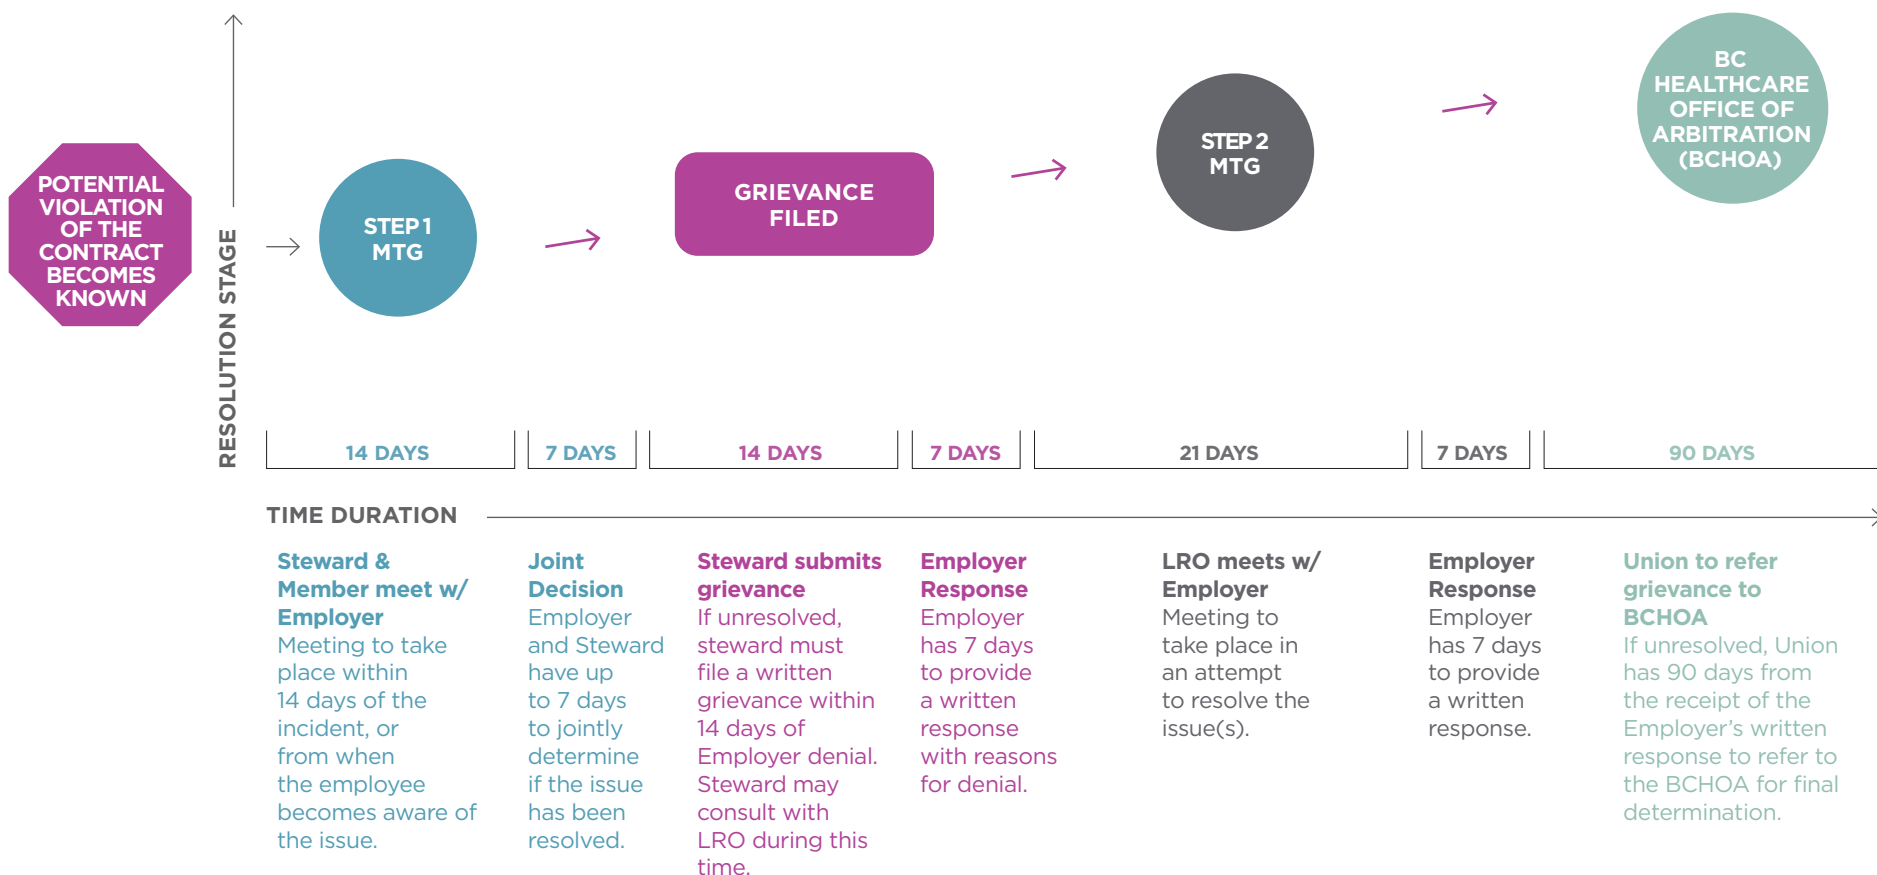 POTENTIAL
VIOLATION
OF THE
CONTRACT
BECOMES
KNOWN
RESOLUTION STAGE
STEP 1
MTG
GRIEVANCE
FILED
STEP 2
MTG
BC
HEALTHCARE
OFFICE OF
ARBITRATION
(BCHOA)
14 DAYS
7 DAYS
14 DAYS
7 DAYS
21 DAYS
7 DAYS
90 DAYS
TIME DURATION
Steward &
Member meet w/
Employer
Meeting to take
place within
14 days of the
incident, or
from when
the employee
becomes aware of
the issue.
Joint
Decision
Employer
and Steward
have up
to 7 days
to jointly
determine
if the issue
has been
resolved.
Steward submits
grievance
If unresolved,
steward must
file a written
grievance within
14 days of
Employer denial.
Steward may
consult with
LRO during this
time.
Employer
Response
Employer
has 7 days
to provide
a written
response
with reasons
for denial.
LRO meets w/
Employer
Meeting to
take place in
an attempt
to resolve the
issue(s).
Employer
Response
Employer
has 7 days
to provide
a written
response.
Union to refer
grievance to
BCHOA
If unresolved, Union
has 90 days from
the receipt of the
Employer’s written
response to refer to
the BCHOA for final
determination.